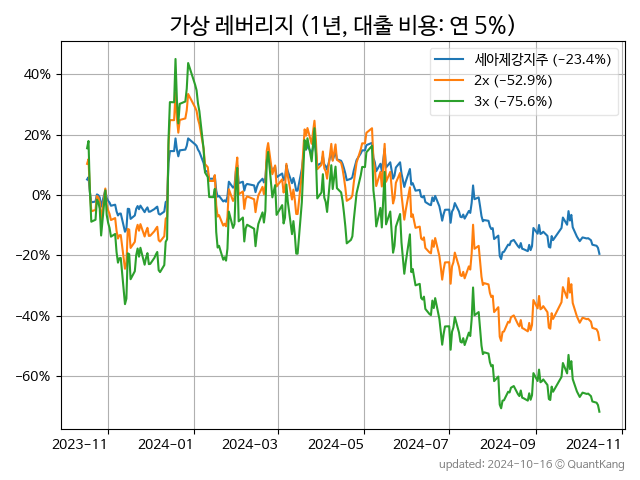 가상 레버리지 (1년, 대출 비용: 연 5%)
세아제강지주 (-23.4%)
2x (-52.9%)
3x (-75.6%)
40%
20%
0%
-20%
-40%
-60%
2023-11 2024-01 2024-03 2024-05 2024-07 2024-09 2024-11
updated: 2024-10-16 © QuantKang